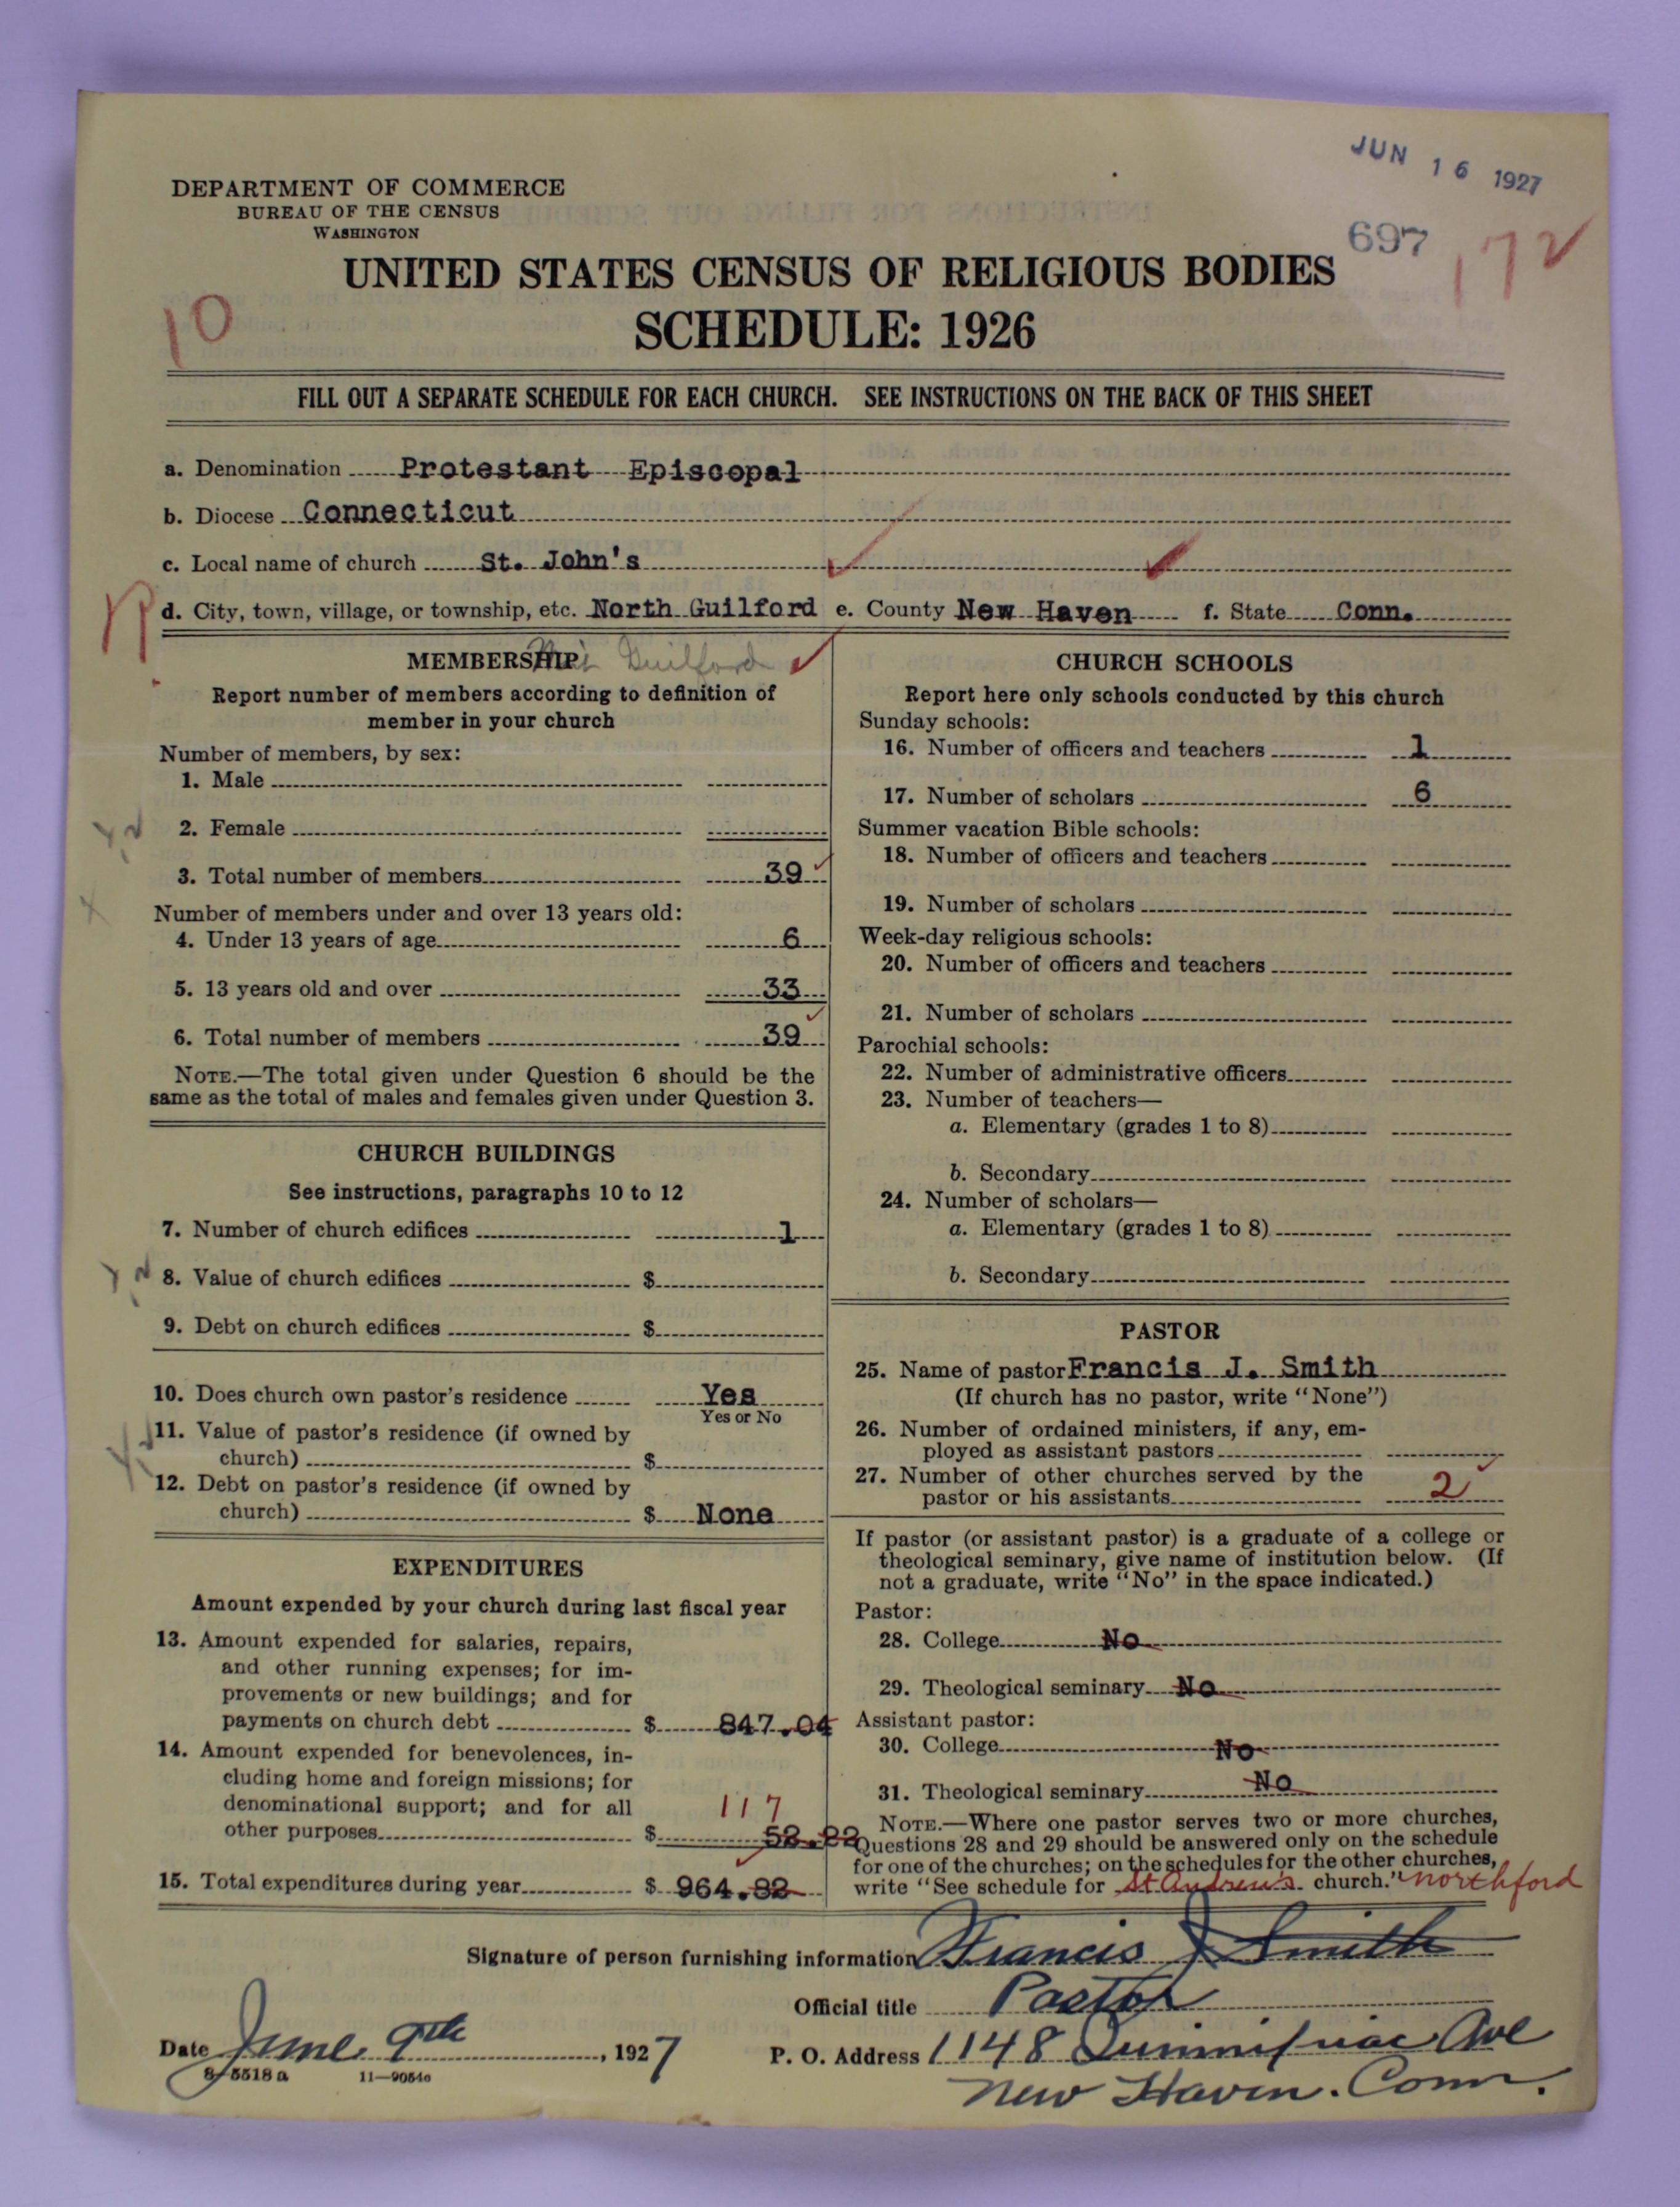 JUN 16 1927
DEPARTMENT OF COMMERCE
BUREAU OF THE CENSUS
WASHINGTON
697
172
UNITED STATES CENSUS OF RELIGIOUS BODIES
10
SCHEDULE: 1926
FILL OUT A SEPARATE SCHEDULE FOR EACH CHURCH. SEE INSTRUCTIONS ON THE BACK OF THIS SHEET
a. Denomination Protestant Episcopal
b. Diocese Connecticut
c. Local name of church St. John's
d. City, town, village, or township, etc. North Guilford e. County New Haven f. State Conn.
MEMBERSHIP
Guilford
Report number of members according to definition of
member in your church
Number of members, by sex:
1. Male
2. Female
3. Total number of members 39
Number of members under and over 13 years old:
4. Under 13 years of age 6
5. 13 years old and over 33
6. Total number of members 39
NOTE.—The total given under Question 6 should be the
same as the total of males and females given under Question 3.
CHURCH BUILDINGS
See instructions, paragraphs 10 to 12
7. Number of church edifices 1
8. Value of church edifices $
9. Debt on church edifices $
10. Does church own pastor's residence Yes
Yes or No
11. Value of pastor's residence (if owned by
church) $
12. Debt on pastor's residence (if owned by
church) $ None
EXPENDITURES
Amount expended by your church during last fiscal year
13. Amount expended for salaries, repairs,
and other running expenses; for im-
provements or new buildings; and for
payments on church debt $ 847.04
14. Amount expended for benevolences, in-
cluding home and foreign missions; for
denominational support; and for all
117
other purposes $ 52.22
15. Total expenditures during year $ 964.82
CHURCH SCHOOLS
Report here only schools conducted by this church
Sunday schools:
16. Number of officers and teachers 1
17. Number of scholars 6
Summer vacation Bible schools:
18. Number of officers and teachers
19. Number of scholars
Week-day religious schools:
20. Number of officers and teachers
21. Number of scholars
Parochial schools:
22. Number of administrative officers
23. Number of teachers—
a. Elementary (grades 1 to 8)
b. Secondary
24. Number of scholars—
a. Elementary (grades 1 to 8)
b. Secondary
PASTOR
25. Name of pastor Francis J. Smith
(If church has no pastor, write "None")
26. Number of ordained ministers, if any, em-
ployed as assistant pastors
27. Number of other churches served by the
pastor or his assistants 2
If pastor (or assistant pastor) is a graduate of a college or
theological seminary, give name of institution below. (If
not a graduate, write "No" in the space indicated.)
Pastor:
28. College No
29. Theological seminary No
Assistant pastor:
30. College No
31. Theological seminary No
NOTE.—Where one pastor serves two or more churches,
Questions 28 and 29 should be answered only on the schedule
for one of the churches; on the schedules for the other churches,
write "See schedule for St Andrew's church." Northford
Signature of person furnishing information Francis J Smith
Official title Pastor
Date June 9th, 1927
P. O. Address 1148 Quinnipiac Ave
New Haven. Conn.
8-5518 a 11-9054a